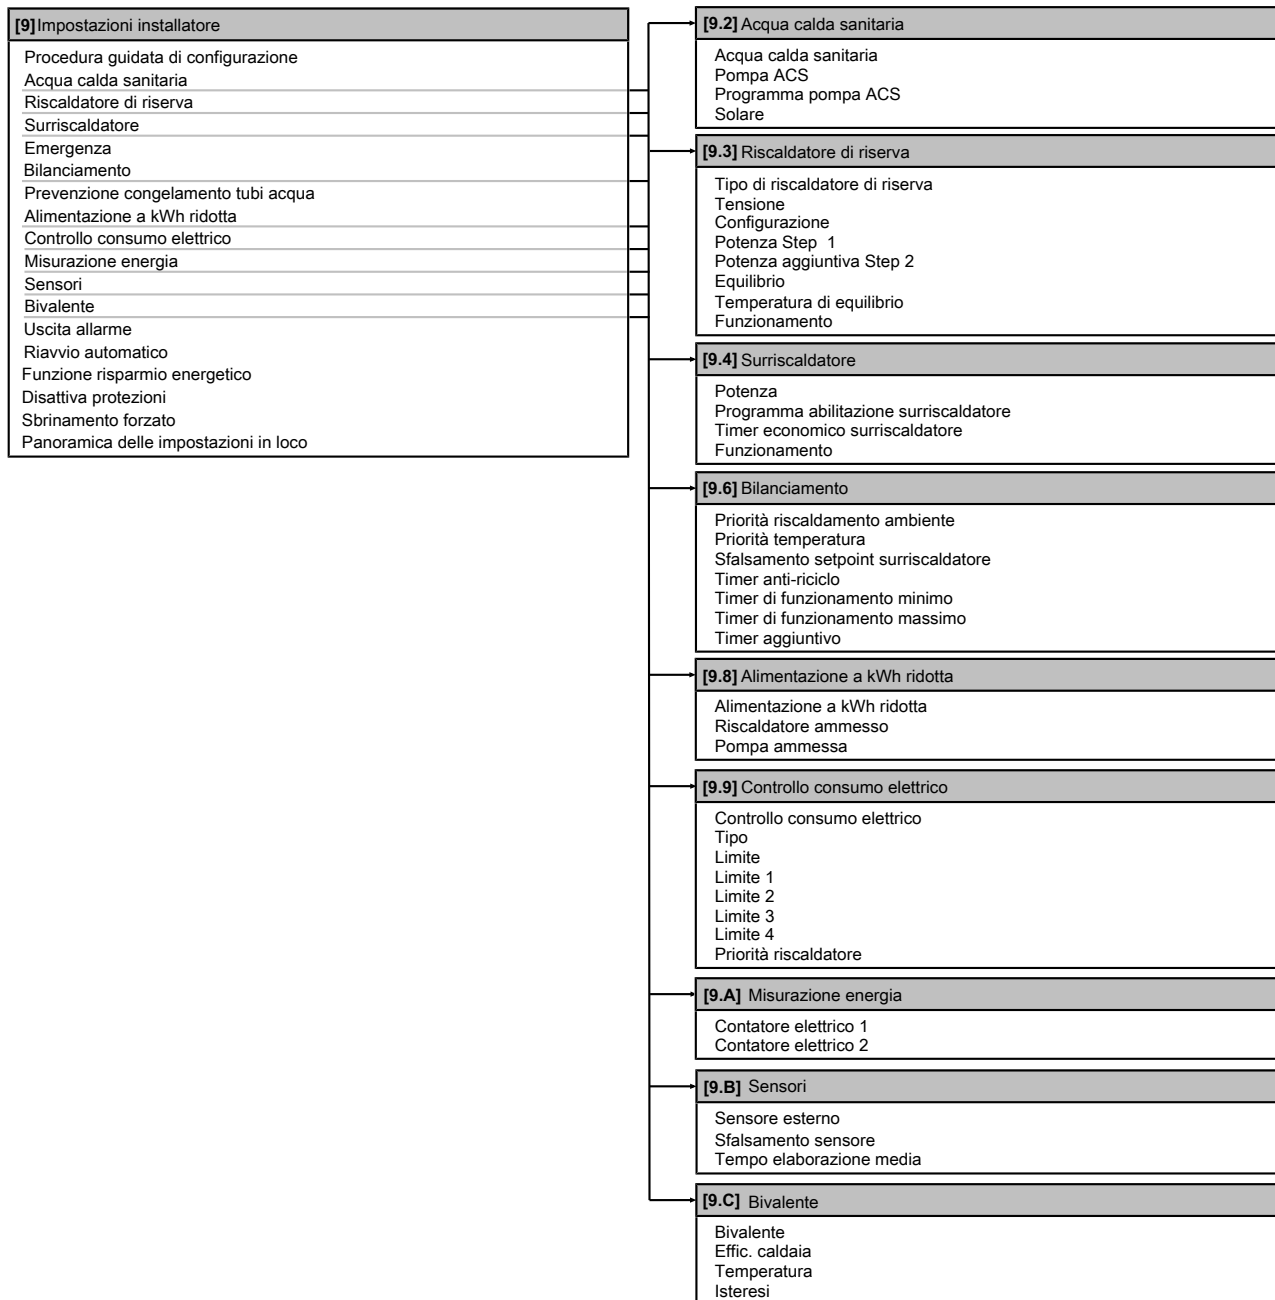 [9] Impostazioni installatore
Procedura guidata di configurazione
Acqua calda sanitaria
Riscaldatore di riserva
Surriscaldatore
Emergenza
Bilanciamento
Prevenzione congelamento tubi acqua
Alimentazione a kWh ridotta
Controllo consumo elettrico
Misurazione energia
Sensori
Bivalente
Uscita allarme
Riavvio automatico
Funzione risparmio energetico
Disattiva protezioni
Sbrinamento forzato
Panoramica delle impostazioni in loco
[9.2] Acqua calda sanitaria
Acqua calda sanitaria
Pompa ACS
Programma pompa ACS
Solare
[9.3] Riscaldatore di riserva
Tipo di riscaldatore di riserva
Tensione
Configurazione
Potenza Step 1
Potenza aggiuntiva Step 2
Equilibrio
Temperatura di equilibrio
Funzionamento
[9.4] Surriscaldatore
Potenza
Programma abilitazione surriscaldatore
Timer economico surriscaldatore
Funzionamento
[9.6] Bilanciamento
Priorità riscaldamento ambiente
Priorità temperatura
Sfalsamento setpoint surriscaldatore
Timer anti-riciclo
Timer di funzionamento minimo
Timer di funzionamento massimo
Timer aggiuntivo
[9.8] Alimentazione a kWh ridotta
Alimentazione a kWh ridotta
Riscaldatore ammesso
Pompa ammessa
[9.9] Controllo consumo elettrico
Controllo consumo elettrico
Tipo
Limite
Limite 1
Limite 2
Limite 3
Limite 4
Priorità riscaldatore
[9.A] Misurazione energia
Contatore elettrico 1
Contatore elettrico 2
[9.B] Sensori
Sensore esterno
Sfalsamento sensore
Tempo elaborazione media
[9.C] Bivalente
Bivalente
Effic. caldaia
Temperatura
Isteresi